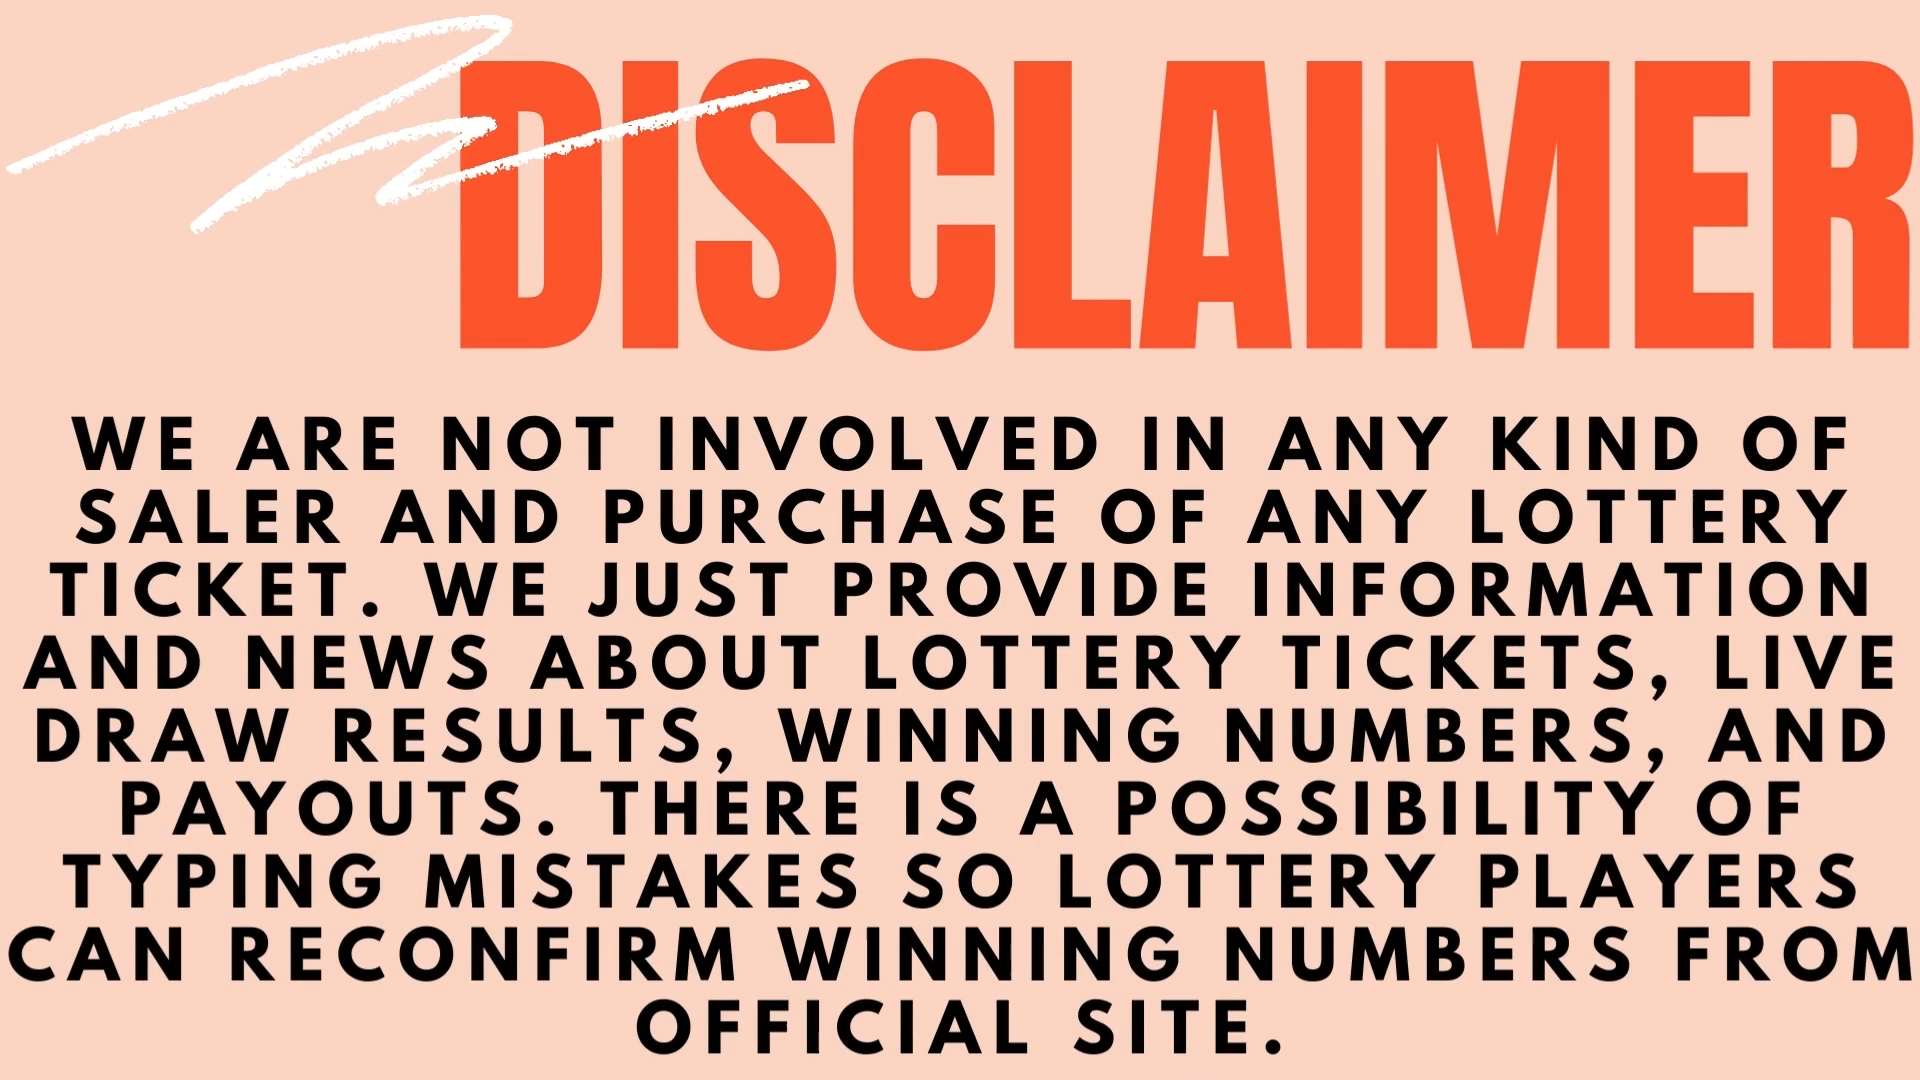 DISCLAIMER
WE ARE NOT INVOLVED IN ANY KIND OF
SALER AND PURCHASE OF ANY LOTTERY
TICKET. WE JUST PROVIDE INFORMATION
AND NEWS ABOUT LOTTERY TICKETS, LIVE
DRAW RESULTS, WINNING NUMBERS, AND
PAYOUTS. THERE IS A POSSIBILITY OF
TYPING MISTAKES SO LOTTERY PLAYERS
CAN RECONFIRM WINNING NUMBERS FROM
OFFICIAL SITE.